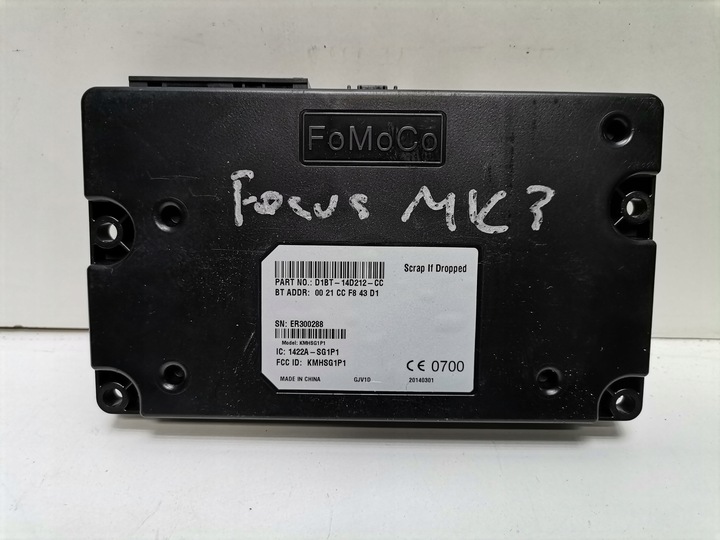 FoMoCo
Focus MK3
Scrap If Dropped
PART NO.: D1BT-14D212-CC
BT ADDR: 00 21 CC F8 43 D1
SN: ER300288
Model: KMHSG1P1
IC: 1422A-SG1P1
FCC ID: KMHSG1P1
CE 0700
MADE IN CHINA GJV10 20140301